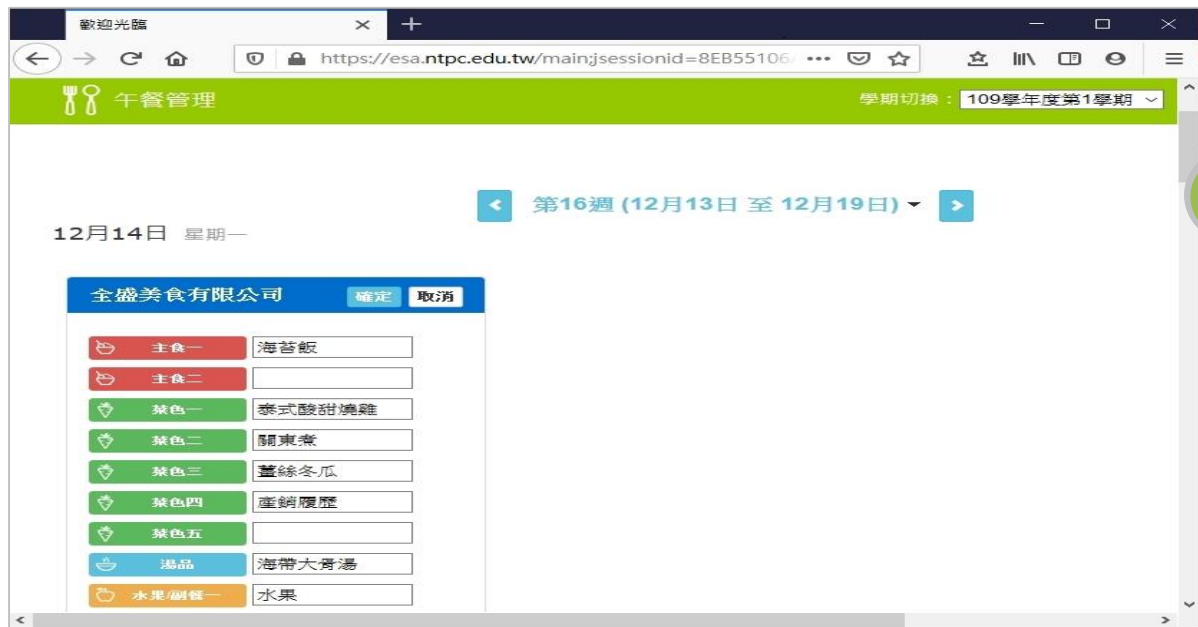 歡迎光臨
https://esa.ntpc.edu.tw/main;jsessionid=8EB55106
午餐管理
學期切換：109學年度第1學期
第16週 (12月13日 至 12月19日)
12月14日 星期一
全盛美食有限公司 確定 取消
主食一 海苔飯
主食二
菜色一 泰式酸甜燒雞
菜色二 關東煮
菜色三 薑絲冬瓜
菜色四 產銷履歷
菜色五
湯品 海帶大骨湯
水果/副餐一 水果